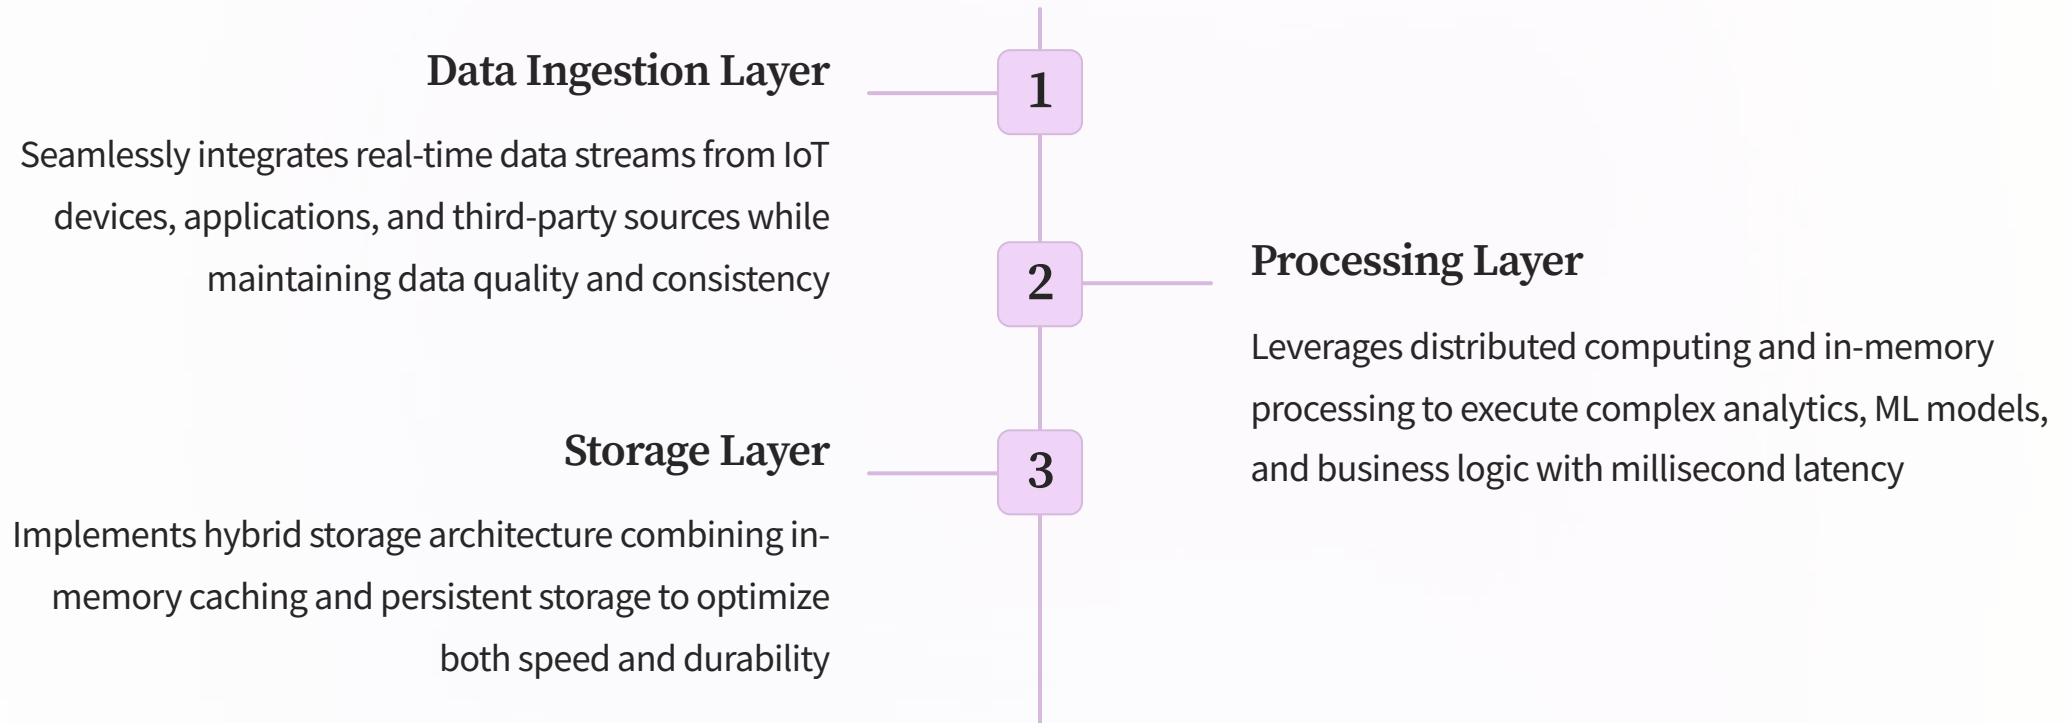 Data Ingestion Layer
1
Seamlessly integrates real-time data streams from IoT
devices, applications, and third-party sources while
maintaining data quality and consistency
2
Processing Layer
Leverages distributed computing and in-memory
processing to execute complex analytics, ML models,
and business logic with millisecond latency
Storage Layer
3
Implements hybrid storage architecture combining in-
memory caching and persistent storage to optimize
both speed and durability